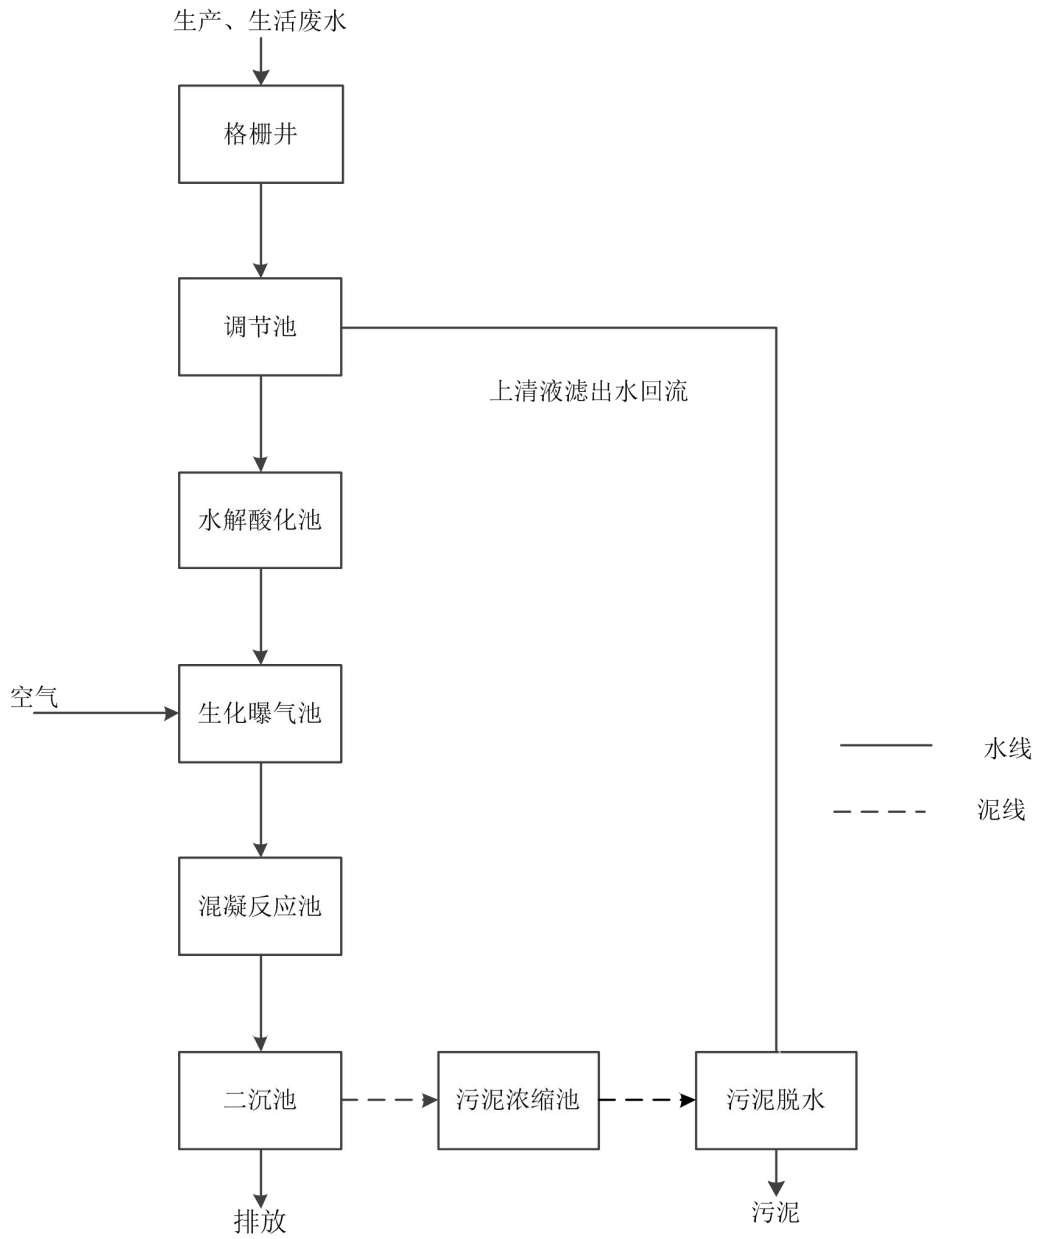 生产、生活废水
格栅井
调节池
上清液滤出水回流
水解酸化池
空气
生化曝气池
水线
泥线
混凝反应池
二沉池
污泥浓缩池
污泥脱水
排放
污泥